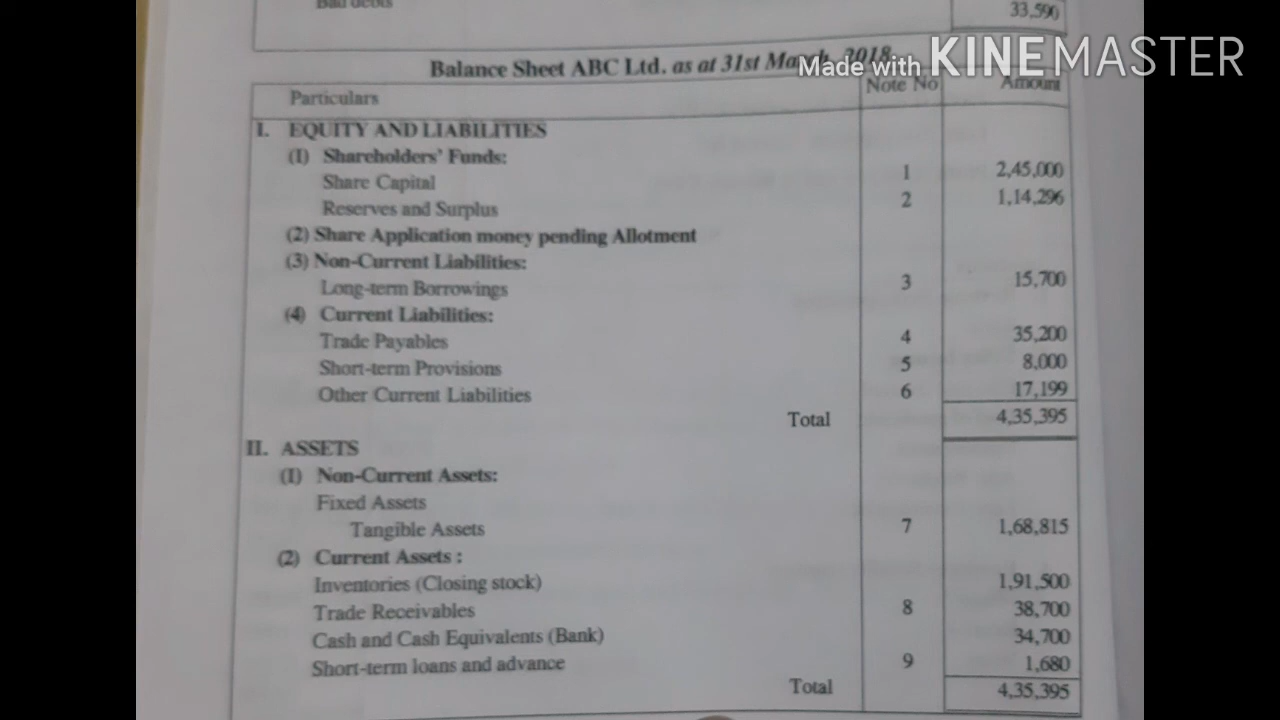 Bad debts
33,590
Balance Sheet ABC Ltd. as at 31st March, 2018
Made with KINEMASTER
Particulars Note No Amount
I. EQUITY AND LIABILITIES
(1) Shareholders' Funds:
Share Capital 1 2,45,000
Reserves and Surplus 2 1,14,296
(2) Share Application money pending Allotment
(3) Non-Current Liabilities:
Long-term Borrowings 3 15,700
(4) Current Liabilities:
Trade Payables 4 35,200
Short-term Provisions 5 8,000
Other Current Liabilities 6 17,199
Total 4,35,395
II. ASSETS
(1) Non-Current Assets:
Fixed Assets
Tangible Assets 7 1,68,815
(2) Current Assets :
Inventories (Closing stock) 1,91,500
Trade Receivables 8 38,700
Cash and Cash Equivalents (Bank) 34,700
Short-term loans and advance 9 1,680
Total 4,35,395